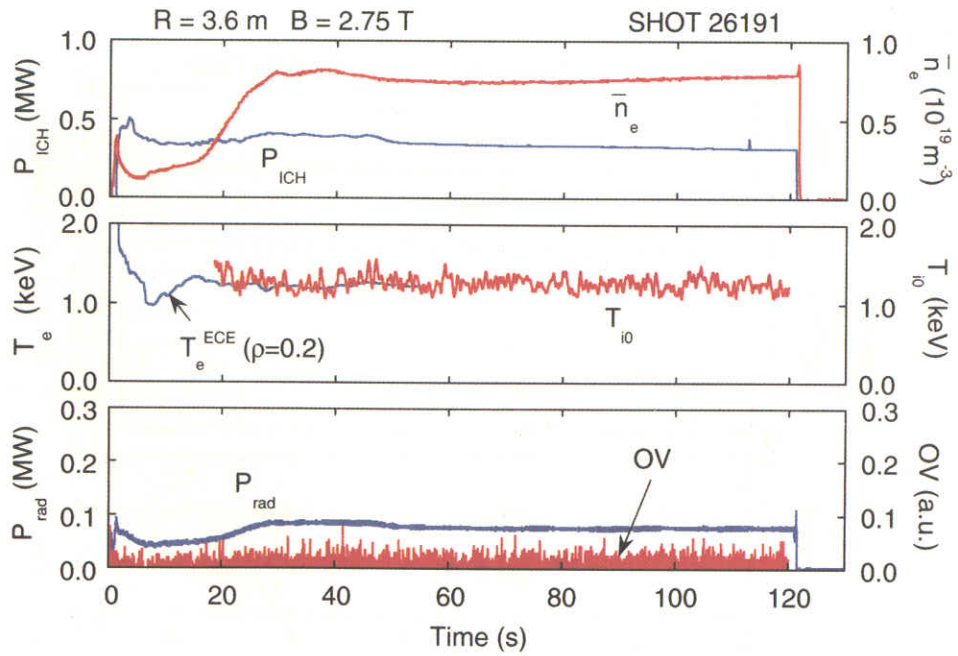 R = 3.6 m B = 2.75 T SHOT 26191
P_ICH (MW)
1.0
0.5
0.0
n̄_e
P_ICH
1.0
0.5
0.0
n̄_e (10^19 m^-3)
T_e (keV)
2.0
1.0
0.0
T_e^ECE (ρ=0.2)
T_i0
2.0
1.0
0.0
T_i0 (keV)
P_rad (MW)
0.3
0.2
0.1
0.0
P_rad
OV
0.3
0.2
0.1
0.0
OV (a.u.)
0 20 40 60 80 100 120
Time (s)